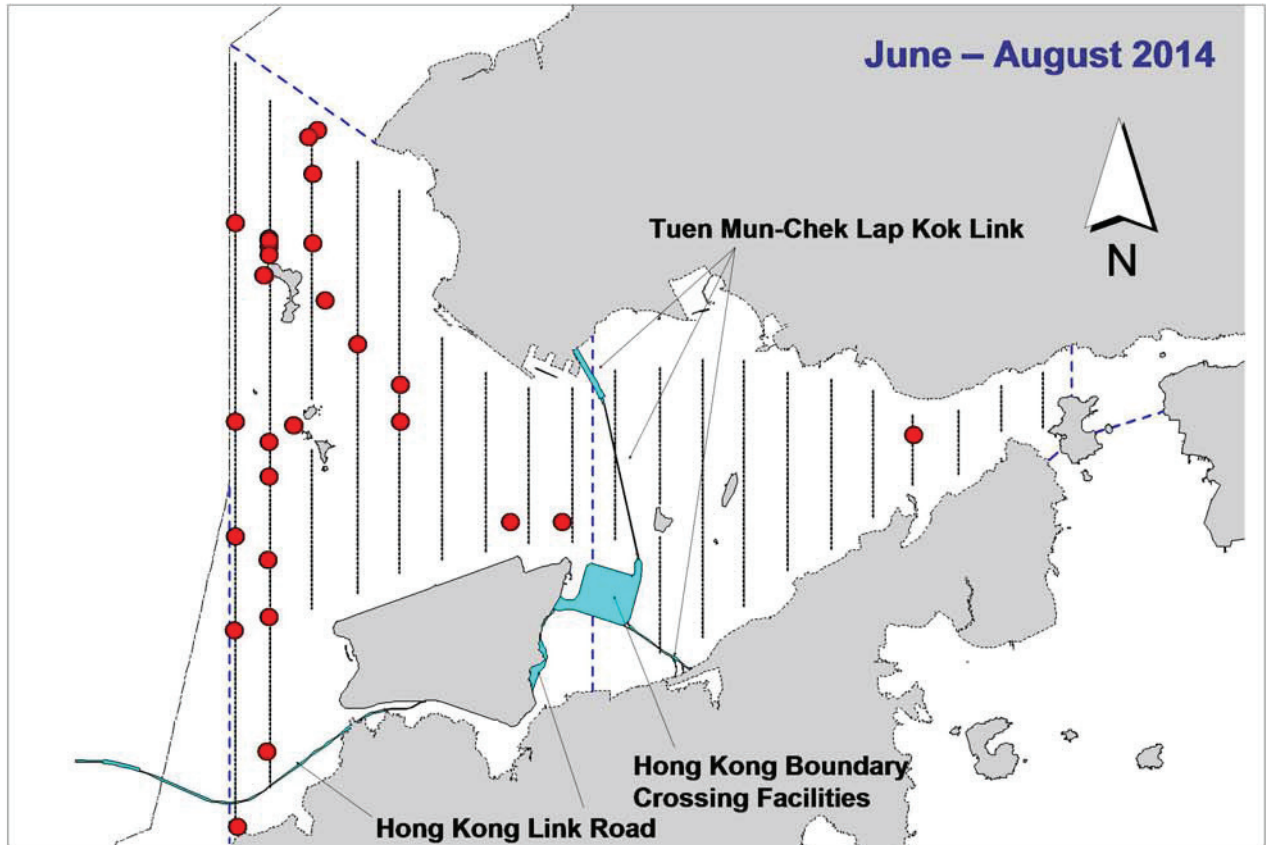 June – August 2014
Tuen Mun-Chek Lap Kok Link
N
Hong Kong Boundary
Crossing Facilities
Hong Kong Link Road